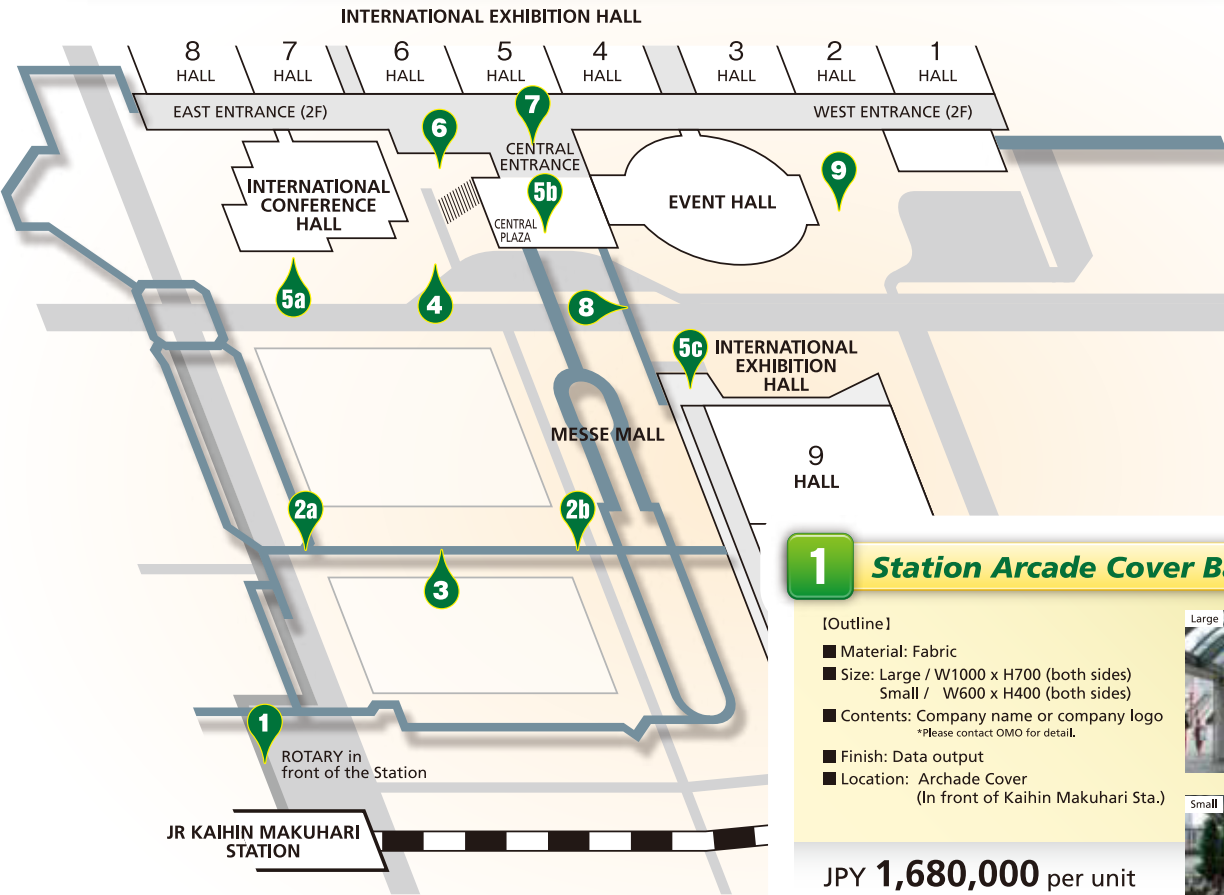 INTERNATIONAL EXHIBITION HALL
8
HALL
7
HALL
6
HALL
5
HALL
4
HALL
3
HALL
2
HALL
1
HALL
EAST ENTRANCE (2F)
7
WEST ENTRANCE (2F)
6
CENTRAL
ENTRANCE
INTERNATIONAL
CONFERENCE
HALL
5b
CENTRAL
PLAZA
EVENT HALL
9
5a
4
8
5c
INTERNATIONAL
EXHIBITION
HALL
MESSE MALL
9
HALL
2a
2b
3
1
ROTARY in
front of the Station
JR KAIHIN MAKUHARI
STATION
1
Station Arcade Cover Ba
[Outline]
■ Material: Fabric
■ Size: Large / W1000 x H700 (both sides)
Small / W600 x H400 (both sides)
■ Contents: Company name or company logo
*Please contact OMO for detail.
■ Finish: Data output
■ Location: Archade Cover
(In front of Kaihin Makuhari Sta.)
Large
Small
JPY 1,680,000 per unit